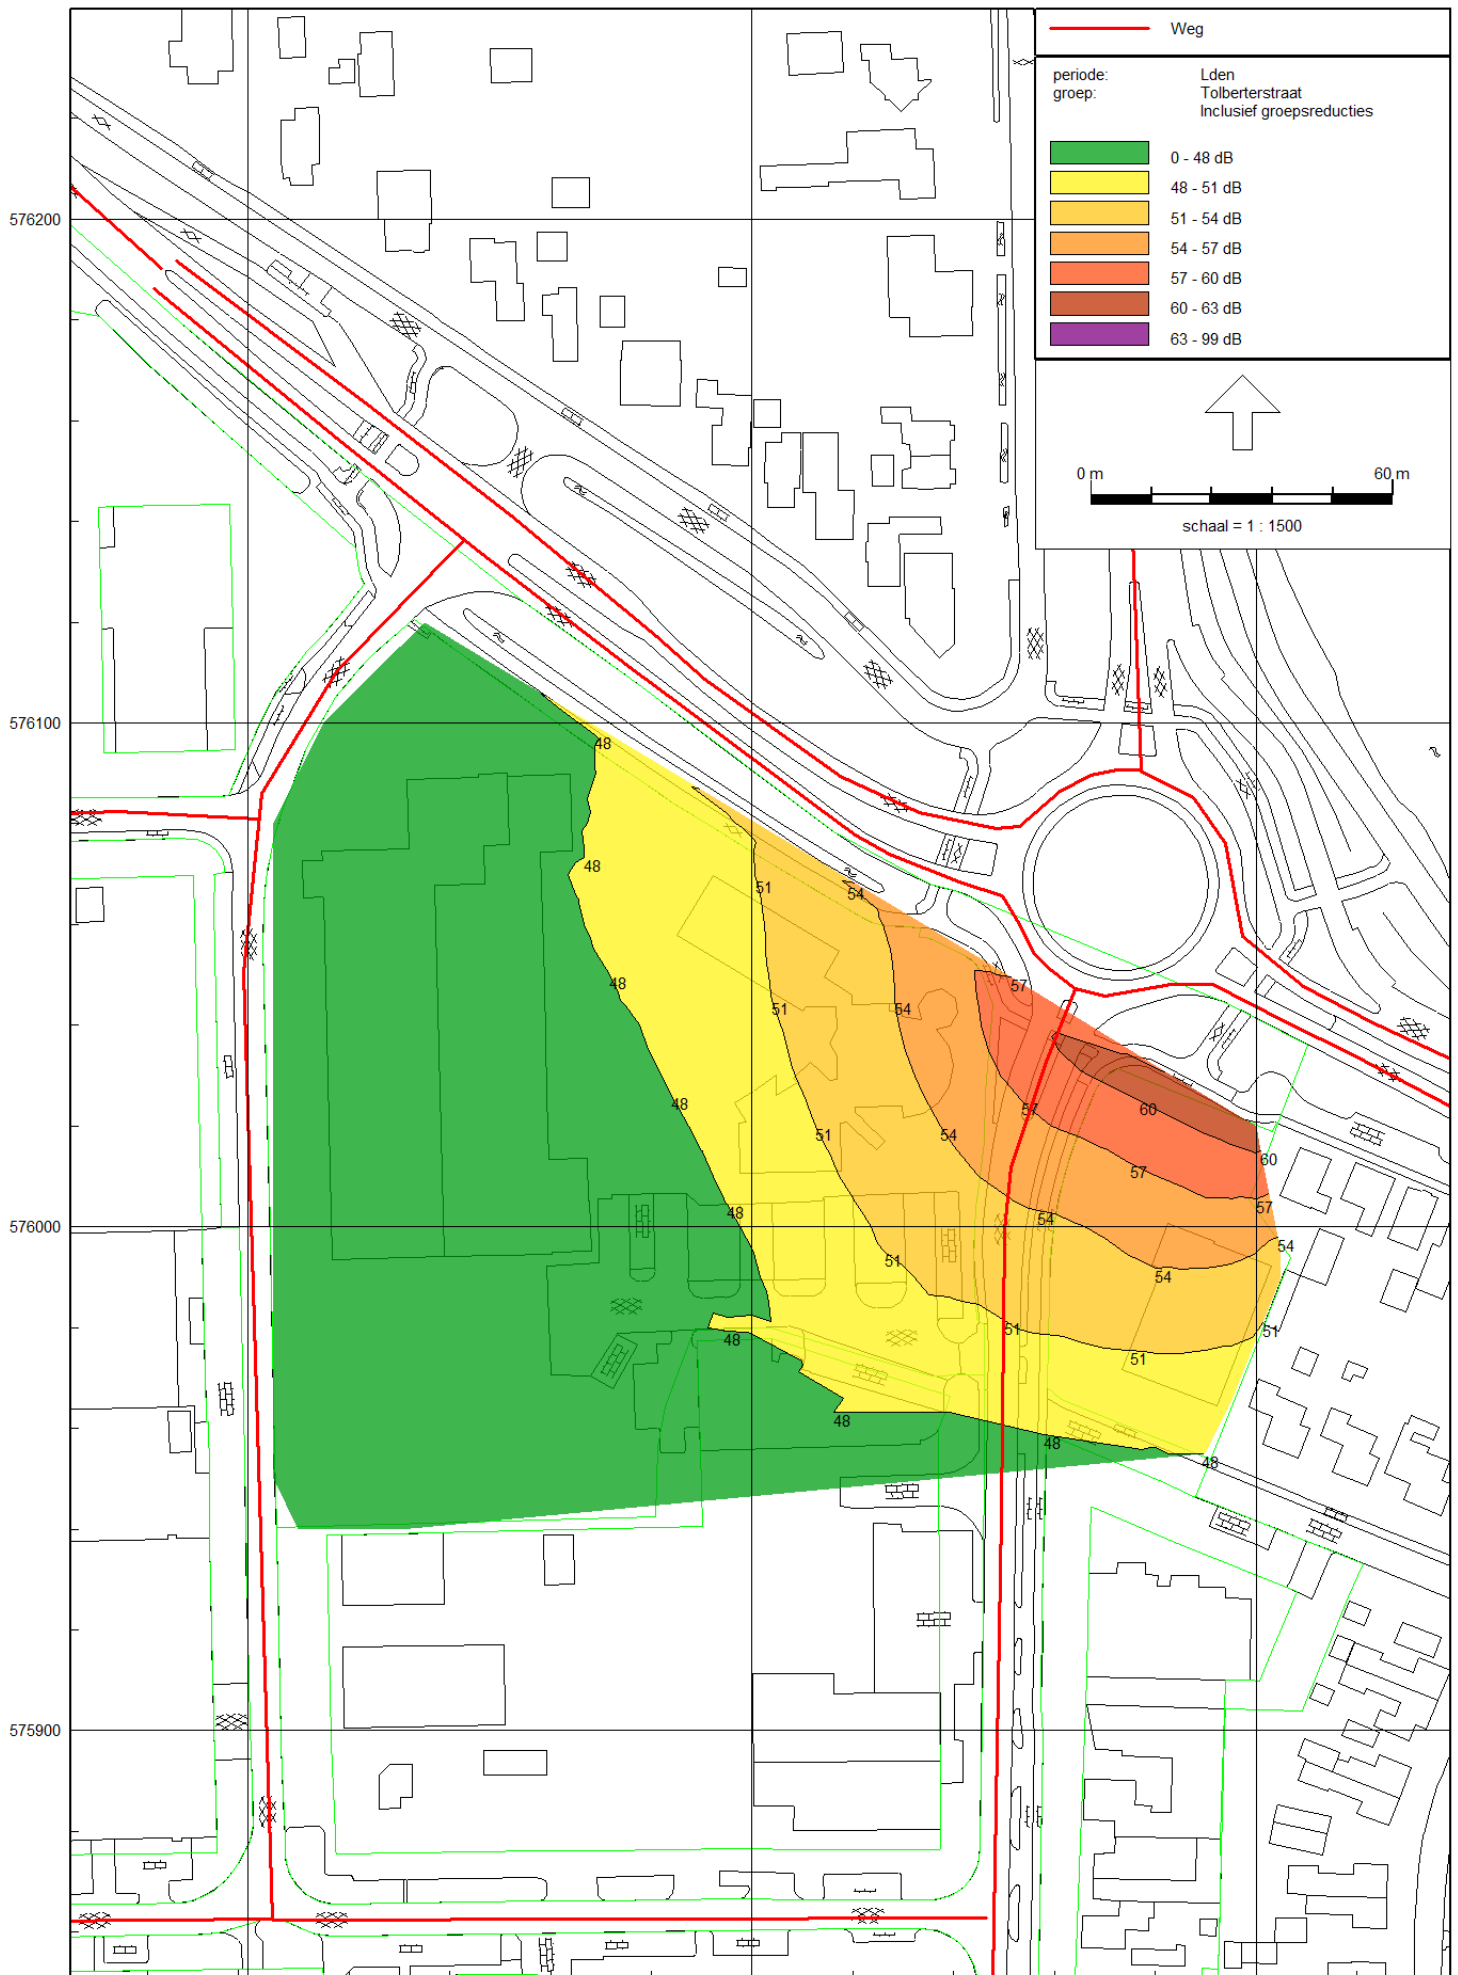 Weg
periode: Lden
groep: Tolberterstraat
Inclusief groepsreducties
0 - 48 dB
48 - 51 dB
51 - 54 dB
54 - 57 dB
57 - 60 dB
60 - 63 dB
63 - 99 dB
576200
0 m 60 m
schaal = 1 : 1500
576100
48
48
51
54
48
57
51
54
48
57
60
51
54
60
57
48
57
54
54
51
54
51
51
48
51
48
48
48
576000
575900